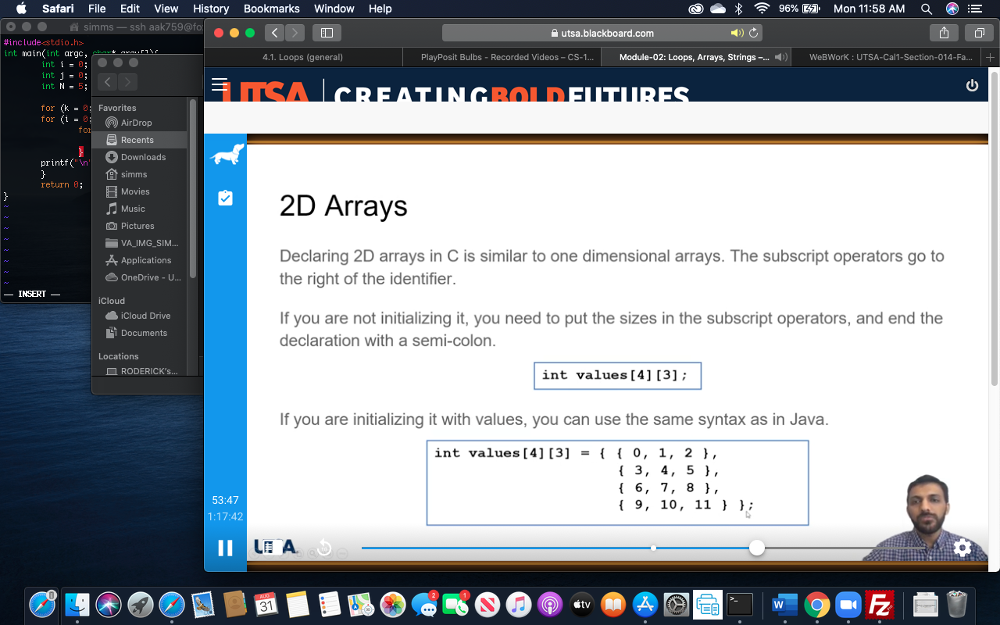 Safari File Edit View History Bookmarks Window Help 96% Mon 11:58 AM
simms — ssh aak759@fo
#include<stdio.h>
int main(int argc, char* argv[]){
int i = 0;
int j = 0;
int N = 5;
for (k = 0;
for (i = 0;
for
}
printf("\n"
}
return 0;
}
~
~
~
~
~
~
~
~
— INSERT —
Favorites
AirDrop
Recents
Downloads
simms
Movies
Music
Pictures
VA_IMG_SIM...
Applications
OneDrive - U...
iCloud
iCloud Drive
Documents
Locations
RODERICK's...
utsa.blackboard.com
4.1. Loops (general)
PlayPosit Bulbs - Recorded Videos – CS-1...
Module-02: Loops, Arrays, Strings –...
WeBWorK : UTSA-Cal1-Section-014-Fa...
UTSA CREATINGBOLDFUTURES
2D Arrays
Declaring 2D arrays in C is similar to one dimensional arrays. The subscript operators go to
the right of the identifier.
If you are not initializing it, you need to put the sizes in the subscript operators, and end the
declaration with a semi-colon.
int values[4][3];
If you are initializing it with values, you can use the same syntax as in Java.
int values[4][3] = { { 0, 1, 2 },
{ 3, 4, 5 },
{ 6, 7, 8 },
{ 9, 10, 11 } };
53:47
1:17:42
UTSA
10
AUG
31
2
1
tv
W
Fz